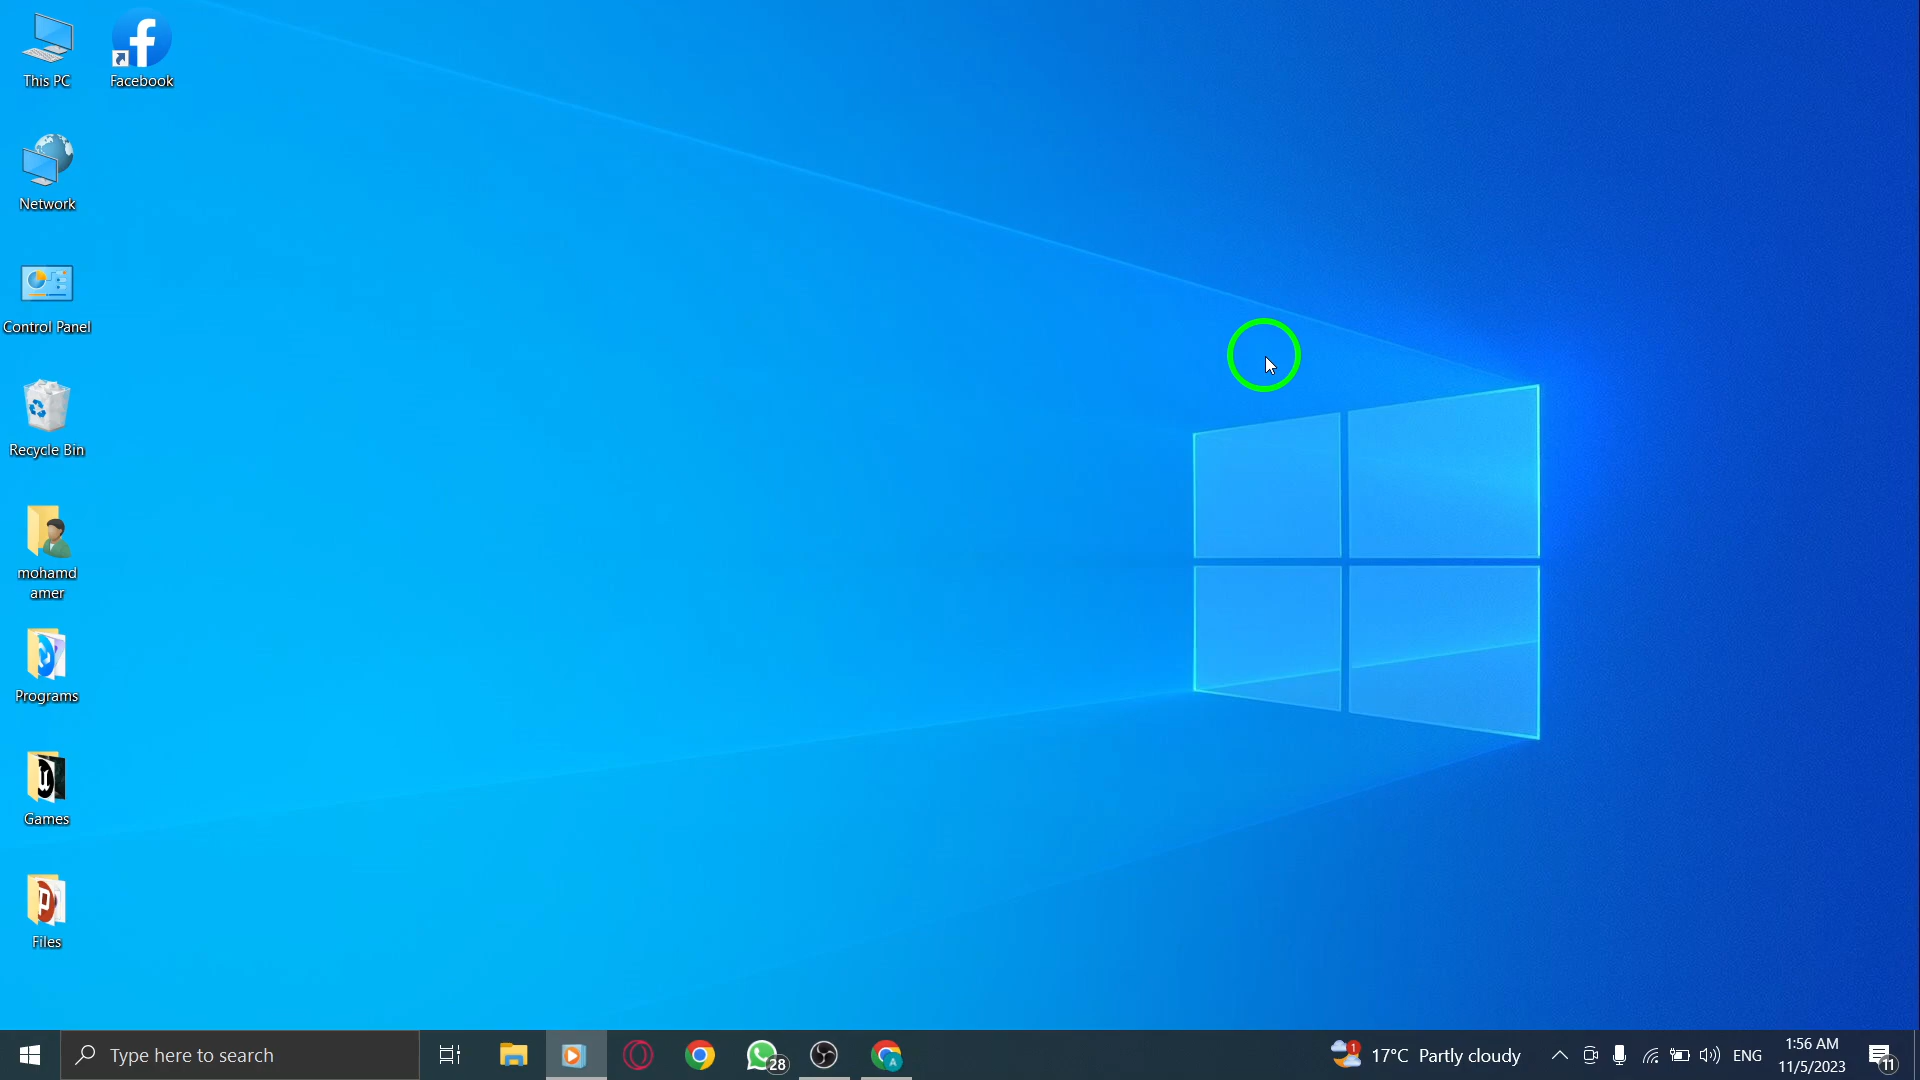 This PC
Facebook
Network
Control Panel
Recycle Bin
mohamd
amer
Programs
Games
Files
Type here to search
28
1
17°C Partly cloudy
ENG
1:56 AM
11/5/2023
11